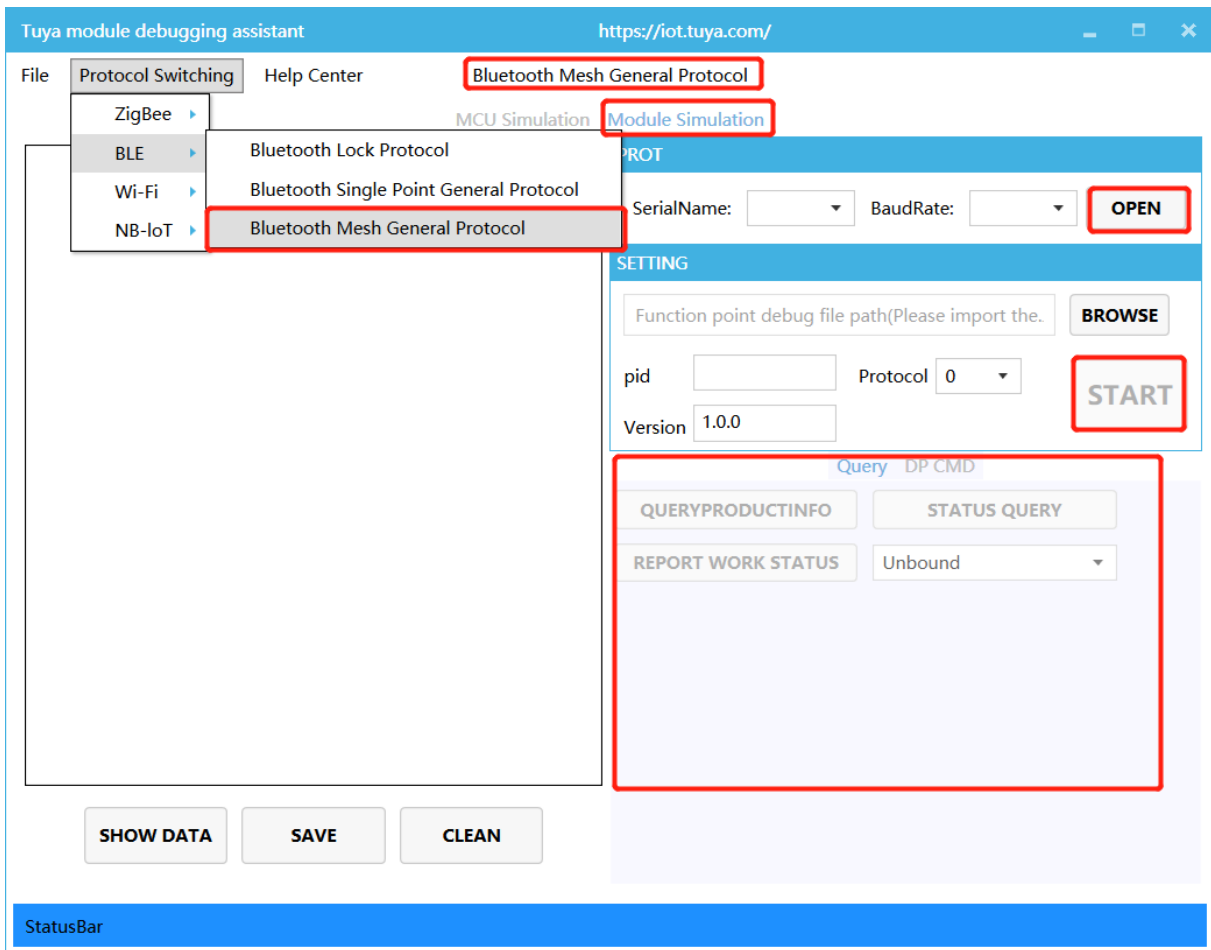 Tuya module debugging assistant https://iot.tuya.com/
File Protocol Switching Help Center Bluetooth Mesh General Protocol
MCU Simulation Module Simulation
ZigBee
BLE
Wi-Fi
NB-loT
Bluetooth Lock Protocol
Bluetooth Single Point General Protocol
Bluetooth Mesh General Protocol
PROT
SerialName: BaudRate: OPEN
SETTING
Function point debug file path(Please import the. BROWSE
pid Protocol 0
START
Version 1.0.0
Query DP CMD
QUERYPRODUCTINFO STATUS QUERY
REPORT WORK STATUS Unbound
SHOW DATA SAVE CLEAN
StatusBar